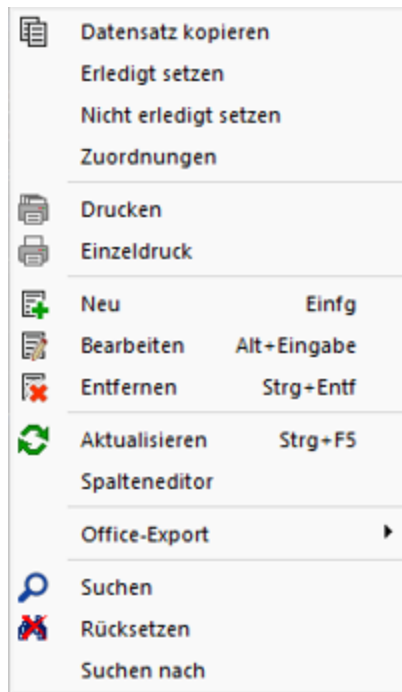 Datensatz kopieren
Erledigt setzen
Nicht erledigt setzen
Zuordnungen
Drucken
Einzeldruck
Neu Einfg
Bearbeiten Alt+Eingabe
Entfernen Strg+Entf
Aktualisieren Strg+F5
Spalteneditor
Office-Export
Suchen
Rücksetzen
Suchen nach